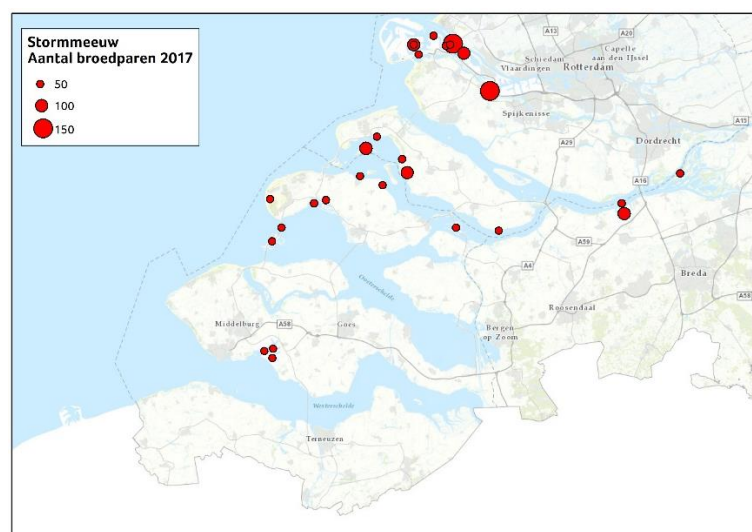 Stormmeeuw
Aantal broedparen 2017
50
100
150
A13
A20
Schiedam
Capelle
aan den IJssel
Vlaardingen
Rotterdam
Spijkenisse
A15
Dordrecht
A29
A16
A59
A4
Breda
A58
Roosendaal
Oosterschelde
Middelburg
A58
Goes
Bergen
op Zoom
Westerschelde
Terneuzen